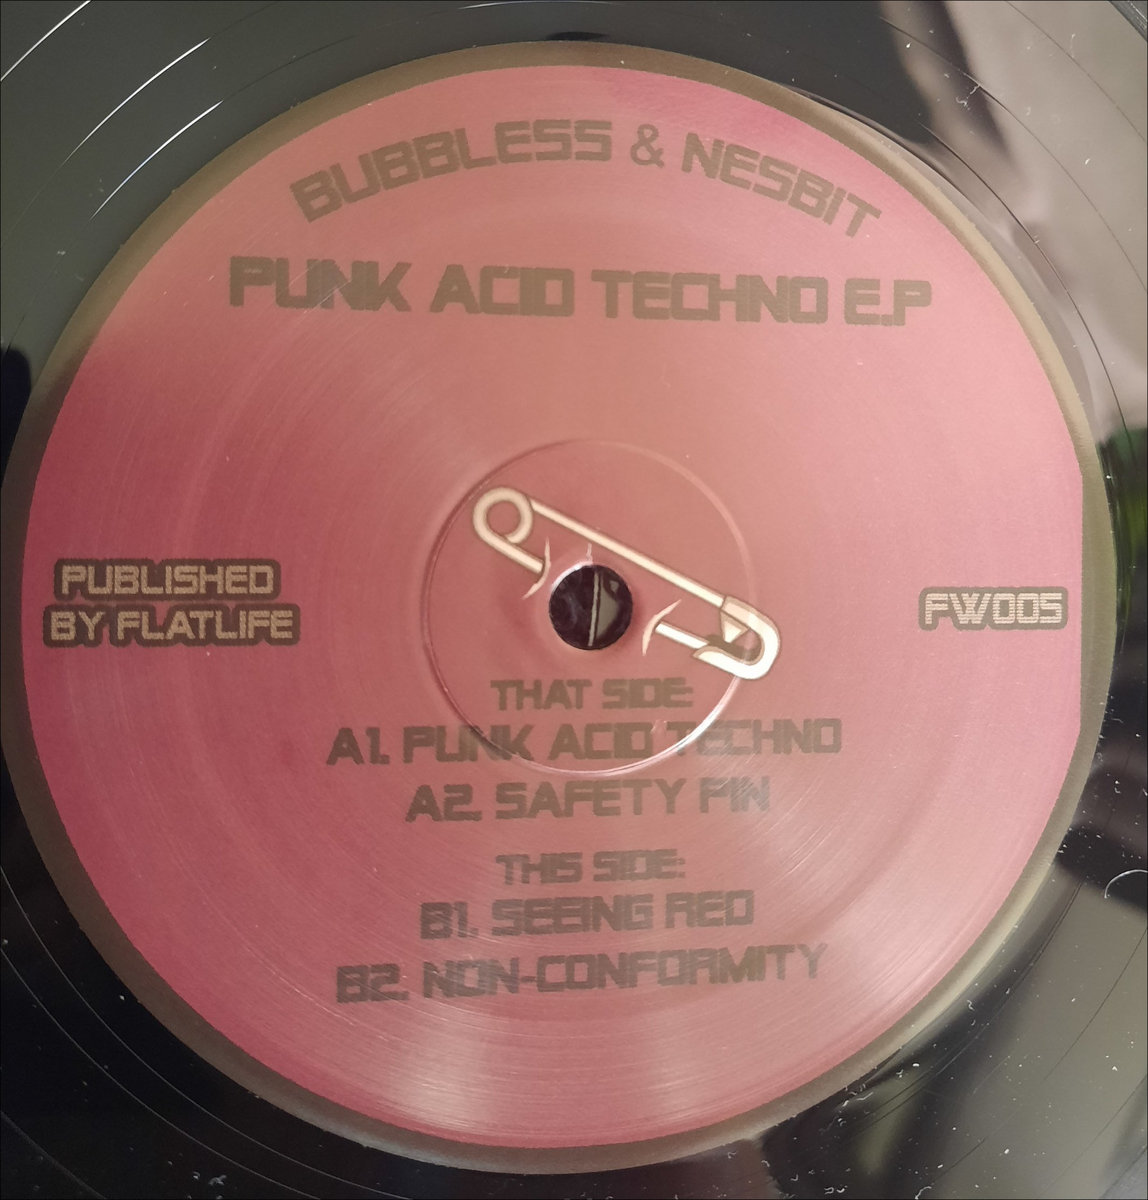 BUBBLESS & NESBIT
PUNK ACID TECHNO E.P
PUBLISHED
BY FLATLIFE
FW005
THAT SIDE:
A1. PUNK ACID TECHNO
A2. SAFETY PIN
THIS SIDE:
B1. SEEING RED
B2. NON-CONFORMITY